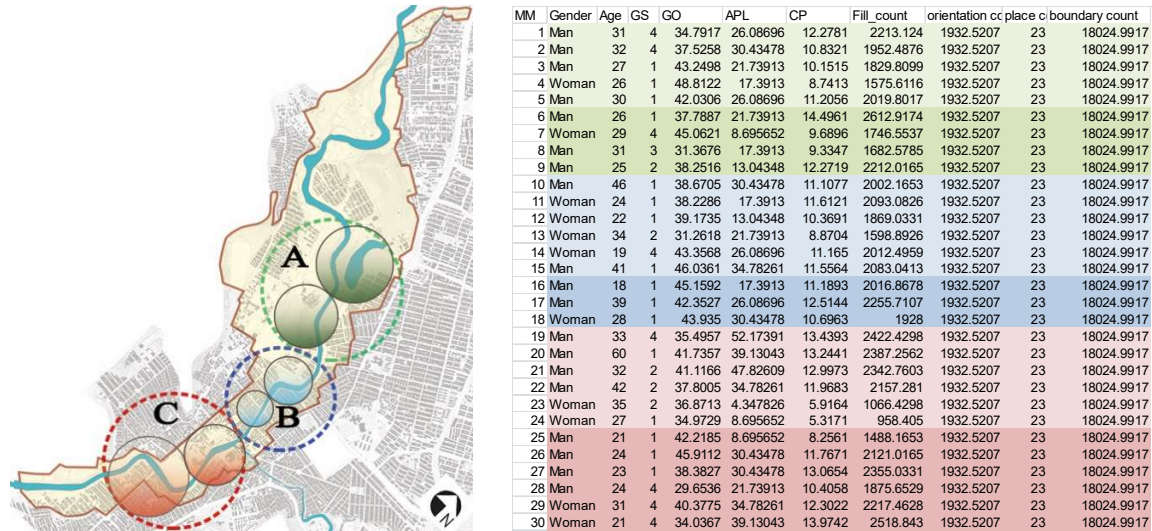 A
B
C
N
MM Gender Age GS GO APL CP Fill_count orientation cc place c boundary count
1 Man 31 4 34.7917 26.08696 12.2781 2213.124 1932.5207 23 18024.9917
2 Man 32 4 37.5258 30.43478 10.8321 1952.4876 1932.5207 23 18024.9917
3 Man 27 1 43.2498 21.73913 10.1515 1829.8099 1932.5207 23 18024.9917
4 Woman 26 1 48.8122 17.3913 8.7413 1575.6116 1932.5207 23 18024.9917
5 Man 30 1 42.0306 26.08696 11.2056 2019.8017 1932.5207 23 18024.9917
6 Man 26 1 37.7887 21.73913 14.4961 2612.9174 1932.5207 23 18024.9917
7 Woman 29 4 45.0621 8.695652 9.6896 1746.5537 1932.5207 23 18024.9917
8 Man 31 3 31.3676 17.3913 9.3347 1682.5785 1932.5207 23 18024.9917
9 Man 25 2 38.2516 13.04348 12.2719 2212.0165 1932.5207 23 18024.9917
10 Man 46 1 38.6705 30.43478 11.1077 2002.1653 1932.5207 23 18024.9917
11 Woman 24 1 38.2286 17.3913 11.6121 2093.0826 1932.5207 23 18024.9917
12 Woman 22 1 39.1735 13.04348 10.3691 1869.0331 1932.5207 23 18024.9917
13 Woman 34 2 31.2618 21.73913 8.8704 1598.8926 1932.5207 23 18024.9917
14 Woman 19 4 43.3568 26.08696 11.165 2012.4959 1932.5207 23 18024.9917
15 Man 41 1 46.0361 34.78261 11.5564 2083.0413 1932.5207 23 18024.9917
16 Man 18 1 45.1592 17.3913 11.1893 2016.8678 1932.5207 23 18024.9917
17 Man 39 1 42.3527 26.08696 12.5144 2255.7107 1932.5207 23 18024.9917
18 Woman 28 1 43.935 30.43478 10.6963 1928 1932.5207 23 18024.9917
19 Man 33 4 35.4957 52.17391 13.4393 2422.4298 1932.5207 23 18024.9917
20 Man 60 1 41.7357 39.13043 13.2441 2387.2562 1932.5207 23 18024.9917
21 Man 32 2 41.1166 47.82609 12.9973 2342.7603 1932.5207 23 18024.9917
22 Man 42 2 37.8005 34.78261 11.9683 2157.281 1932.5207 23 18024.9917
23 Woman 35 2 36.8713 4.347826 5.9164 1066.4298 1932.5207 23 18024.9917
24 Woman 27 1 34.9729 8.695652 5.3171 958.405 1932.5207 23 18024.9917
25 Man 21 1 42.2185 8.695652 8.2561 1488.1653 1932.5207 23 18024.9917
26 Man 24 1 45.9112 30.43478 11.7671 2121.0165 1932.5207 23 18024.9917
27 Man 23 1 38.3827 30.43478 13.0654 2355.0331 1932.5207 23 18024.9917
28 Man 24 4 29.6536 21.73913 10.4058 1875.6529 1932.5207 23 18024.9917
29 Woman 31 4 40.3775 34.78261 12.3022 2217.4628 1932.5207 23 18024.9917
30 Woman 21 4 34.0367 39.13043 13.9742 2518.843 1932.5207 23 18024.9917